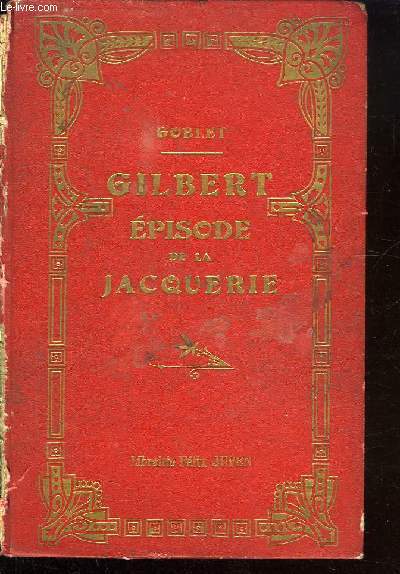 Le-livre.com
GOBLET
GILBERT
ÉPISODE
DE LA
JACQUERIE
Librairie Félix JUVEN